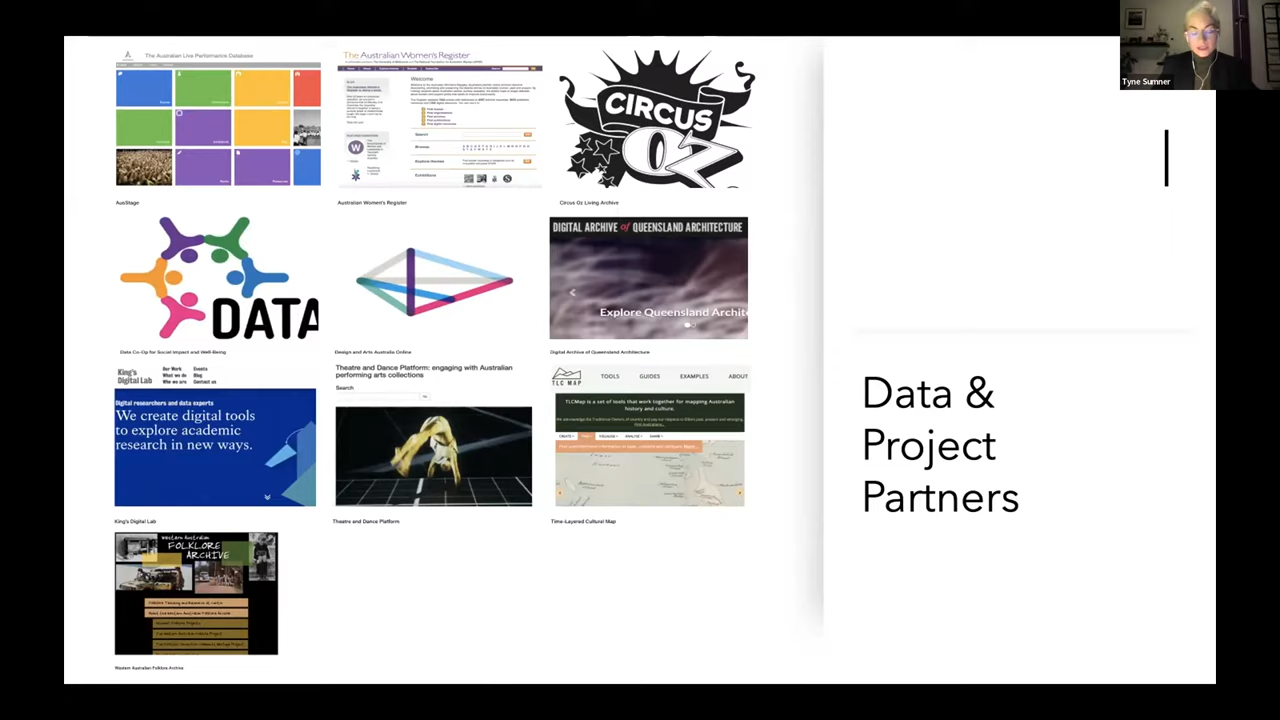 Tyne Sumner
The Australian Live Performance Database
AusStage
The Australian Women's Register
Welcome
Search
Browse
Explore themes
Exhibitions
Australian Women's Register
CIRCUS
OZ
Circus Oz Living Archive
DATA
Data Co-Op for Social Impact and Well-Being
Design and Arts Australia Online
DIGITAL ARCHIVE of QUEENSLAND ARCHITECTURE
Explore Queensland Archite
Digital Archive of Queensland Architecture
King's
Digital Lab
Our Work
What we do
Who we are
Events
Blog
Contact us
Digital researchers and data experts
We create digital tools
to explore academic
research in new ways.
King's Digital Lab
Theatre and Dance Platform: engaging with Australian
performing arts collections
Search
Theatre and Dance Platform
TLC MAP
TOOLS
GUIDES
EXAMPLES
ABOUT
TLCMap is a set of tools that work together for mapping Australian
history and culture.
Time-Layered Cultural Map
Western Australian
FOLKLORE
ARCHIVE
Western Australian Folklore Archive
Data &
Project
Partners